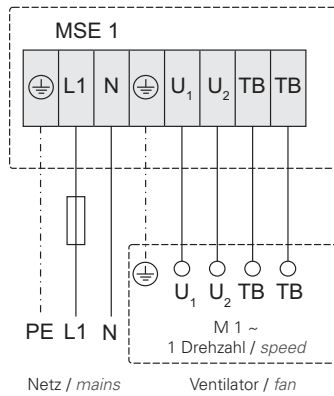 MSE 1
L1 N U₁ U₂ TB TB
U₁ U₂ TB TB
PE L1 N
M 1 ~
1 Drehzahl / speed
Netz / mains Ventilator / fan